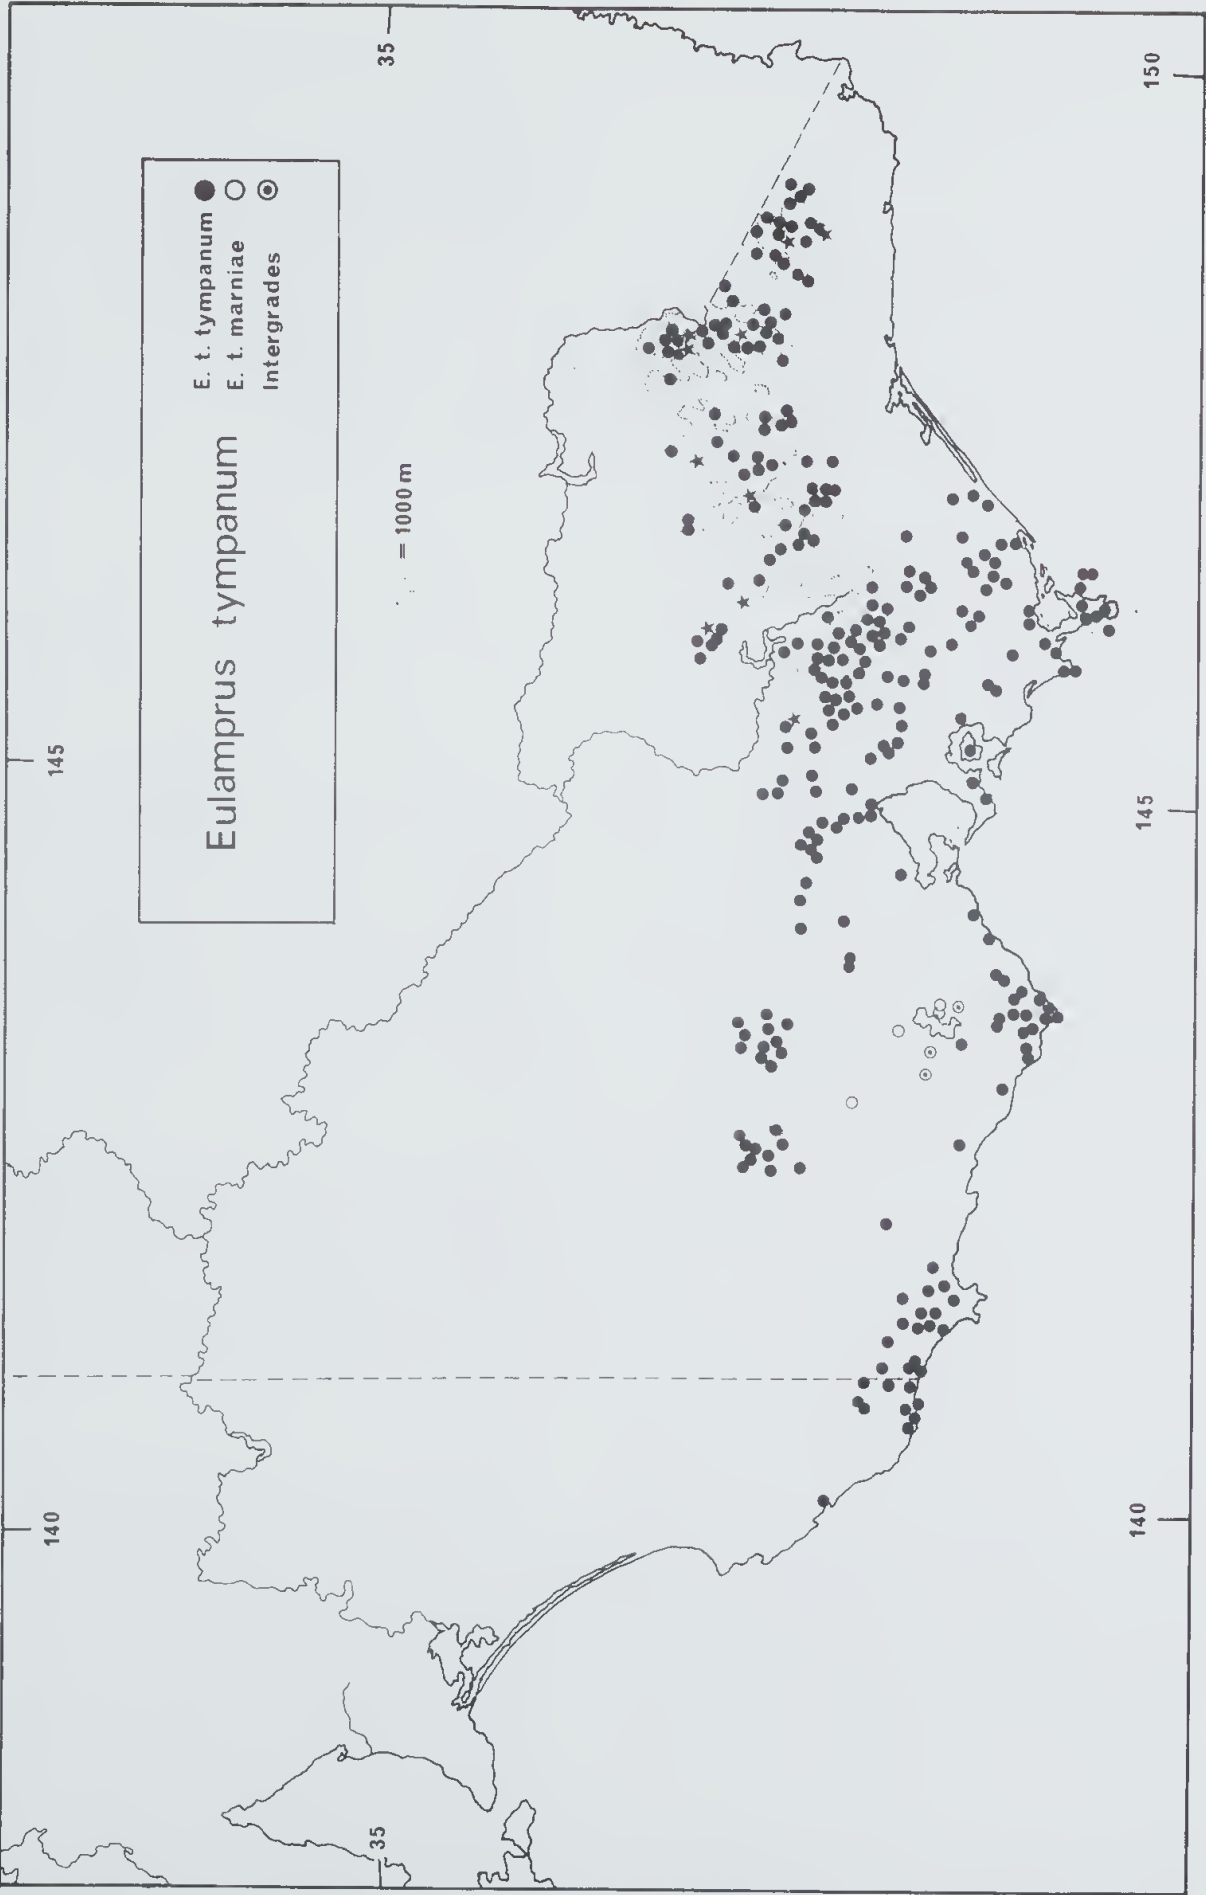 Eulamprus tympanum
E. t. tympanum
E. t. marniae
Intergrades
= 1000 m
35
35
140
145
140
145
150